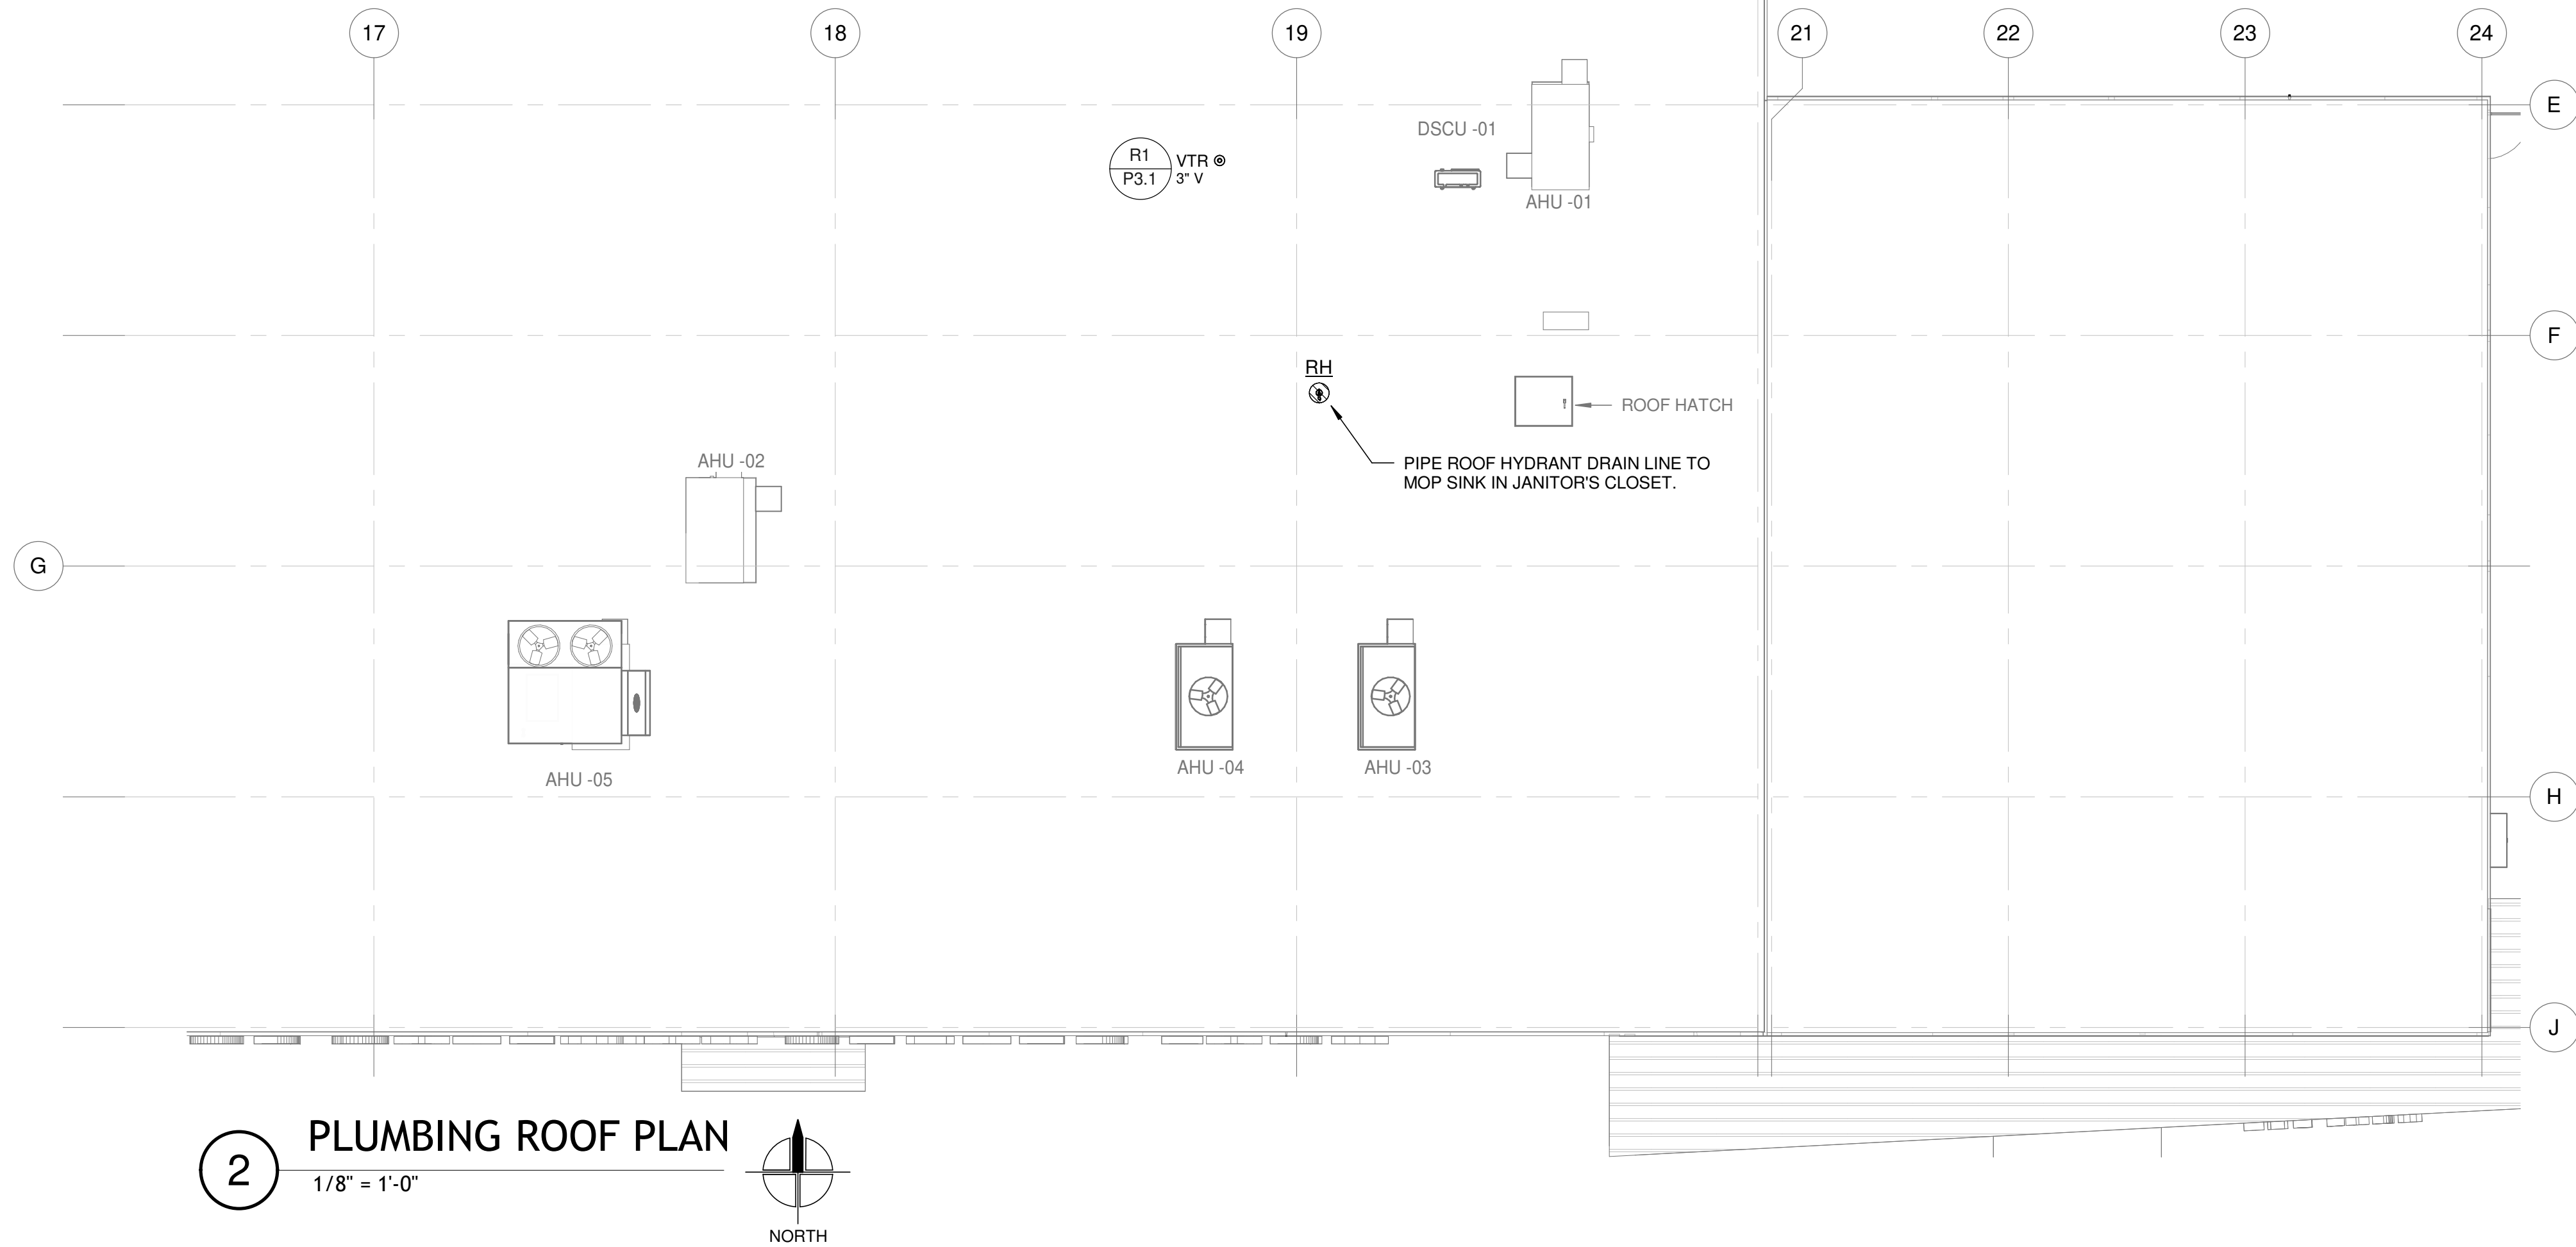 17
18
19
21
22
23
24
E
DSCU -01
R1
P3.1
VTR
3" V
AHU -01
F
RH
ROOF HATCH
AHU -02
PIPE ROOF HYDRANT DRAIN LINE TO
MOP SINK IN JANITOR'S CLOSET.
G
AHU -05
AHU -04
AHU -03
H
J
2
PLUMBING ROOF PLAN
1/8" = 1'-0"
NORTH